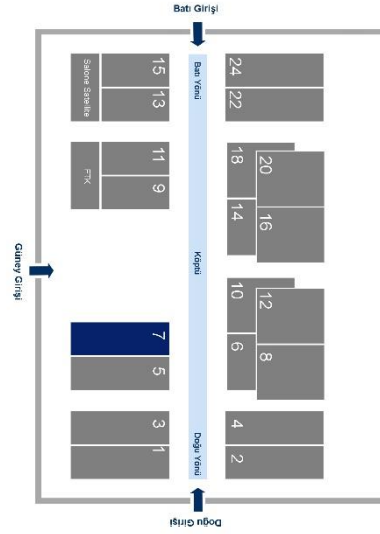 Batı Girişi
Salone Satellite
15
13
Batı Yönü
24
22
FTK
11
9
18
20
14
16
Güney Girişi
Köprü
7
5
10
12
6
8
3
1
Doğu Yönü
4
2
Doğu Girişi